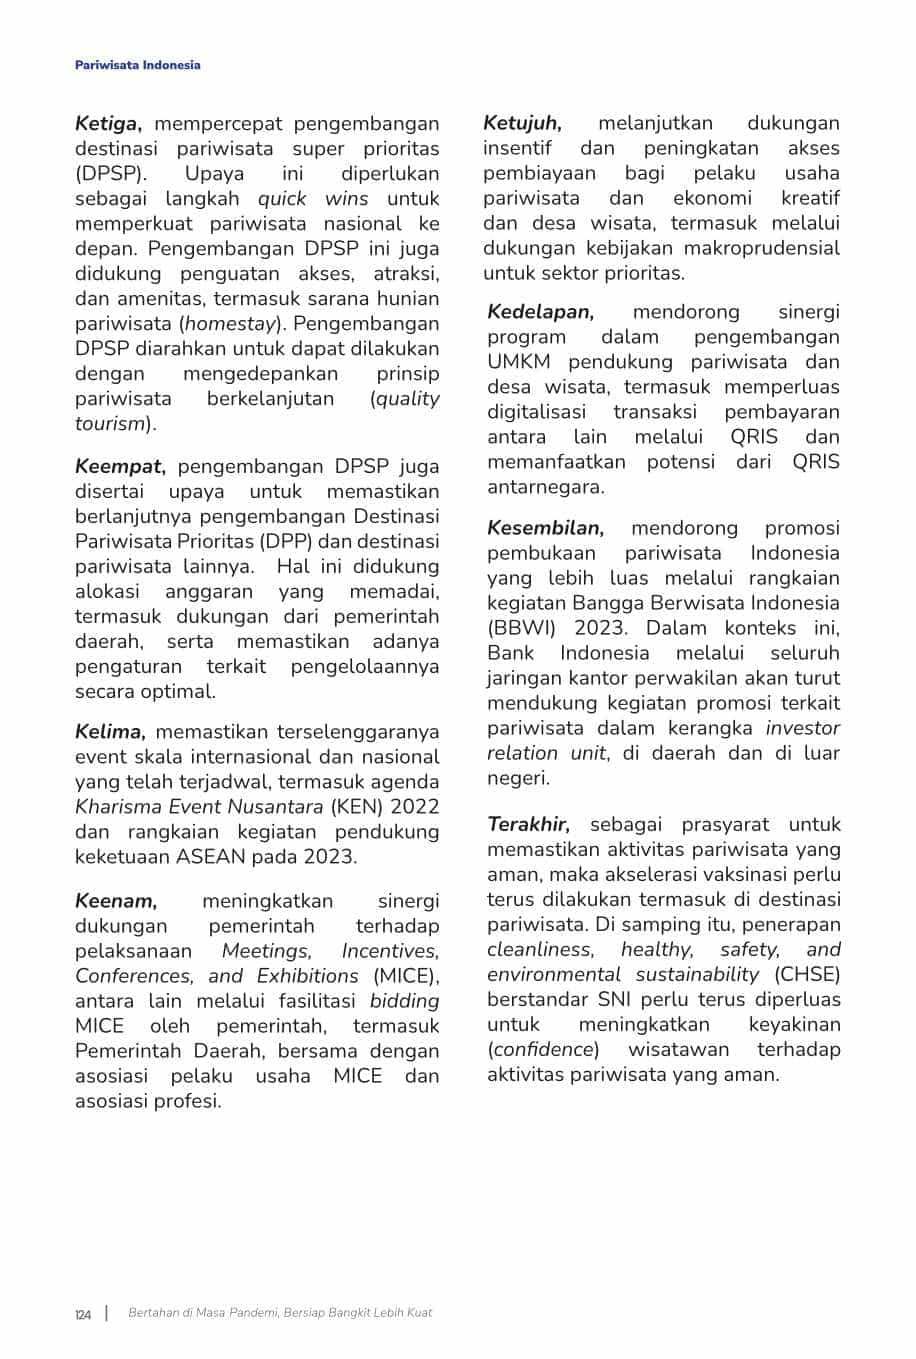 Pariwisata Indonesia
Ketiga, mempercepat pengembangan
destinasi pariwisata super prioritas
(DPSP). Upaya ini diperlukan
sebagai langkah quick wins untuk
memperkuat pariwisata nasional ke
depan. Pengembangan DPSP ini juga
didukung penguatan akses, atraksi,
dan amenitas, termasuk sarana hunian
pariwisata (homestay). Pengembangan
DPSP diarahkan untuk dapat dilakukan
dengan mengedepankan prinsip
pariwisata berkelanjutan (quality
tourism).
Keempat, pengembangan DPSP juga
disertai upaya untuk memastikan
berlanjutnya pengembangan Destinasi
Pariwisata Prioritas (DPP) dan destinasi
pariwisata lainnya. Hal ini didukung
alokasi anggaran yang memadai,
termasuk dukungan dari pemerintah
daerah, serta memastikan adanya
pengaturan terkait pengelolaannya
secara optimal.
Kelima, memastikan terselenggaranya
event skala internasional dan nasional
yang telah terjadwal, termasuk agenda
Kharisma Event Nusantara (KEN) 2022
dan rangkaian kegiatan pendukung
keketuaan ASEAN pada 2023.
Keenam, meningkatkan sinergi
dukungan pemerintah terhadap
pelaksanaan Meetings, Incentives,
Conferences, and Exhibitions (MICE),
antara lain melalui fasilitasi bidding
MICE oleh pemerintah, termasuk
Pemerintah Daerah, bersama dengan
asosiasi pelaku usaha MICE dan
asosiasi profesi.
Ketujuh, melanjutkan dukungan
insentif dan peningkatan akses
pembiayaan bagi pelaku usaha
pariwisata dan ekonomi kreatif
dan desa wisata, termasuk melalui
dukungan kebijakan makroprudensial
untuk sektor prioritas.
Kedelapan, mendorong sinergi
program dalam pengembangan
UMKM pendukung pariwisata dan
desa wisata, termasuk memperluas
digitalisasi transaksi pembayaran
antara lain melalui QRIS dan
memanfaatkan potensi dari QRIS
antarnegara.
Kesembilan, mendorong promosi
pembukaan pariwisata Indonesia
yang lebih luas melalui rangkaian
kegiatan Bangga Berwisata Indonesia
(BBWI) 2023. Dalam konteks ini,
Bank Indonesia melalui seluruh
jaringan kantor perwakilan akan turut
mendukung kegiatan promosi terkait
pariwisata dalam kerangka investor
relation unit, di daerah dan di luar
negeri.
Terakhir, sebagai prasyarat untuk
memastikan aktivitas pariwisata yang
aman, maka akselerasi vaksinasi perlu
terus dilakukan termasuk di destinasi
pariwisata. Di samping itu, penerapan
cleanliness, healthy, safety, and
environmental sustainability (CHSE)
berstandar SNI perlu terus diperluas
untuk meningkatkan keyakinan
(confidence) wisatawan terhadap
aktivitas pariwisata yang aman.
124 | Bertahan di Masa Pandemi, Bersiap Bangkit Lebih Kuat